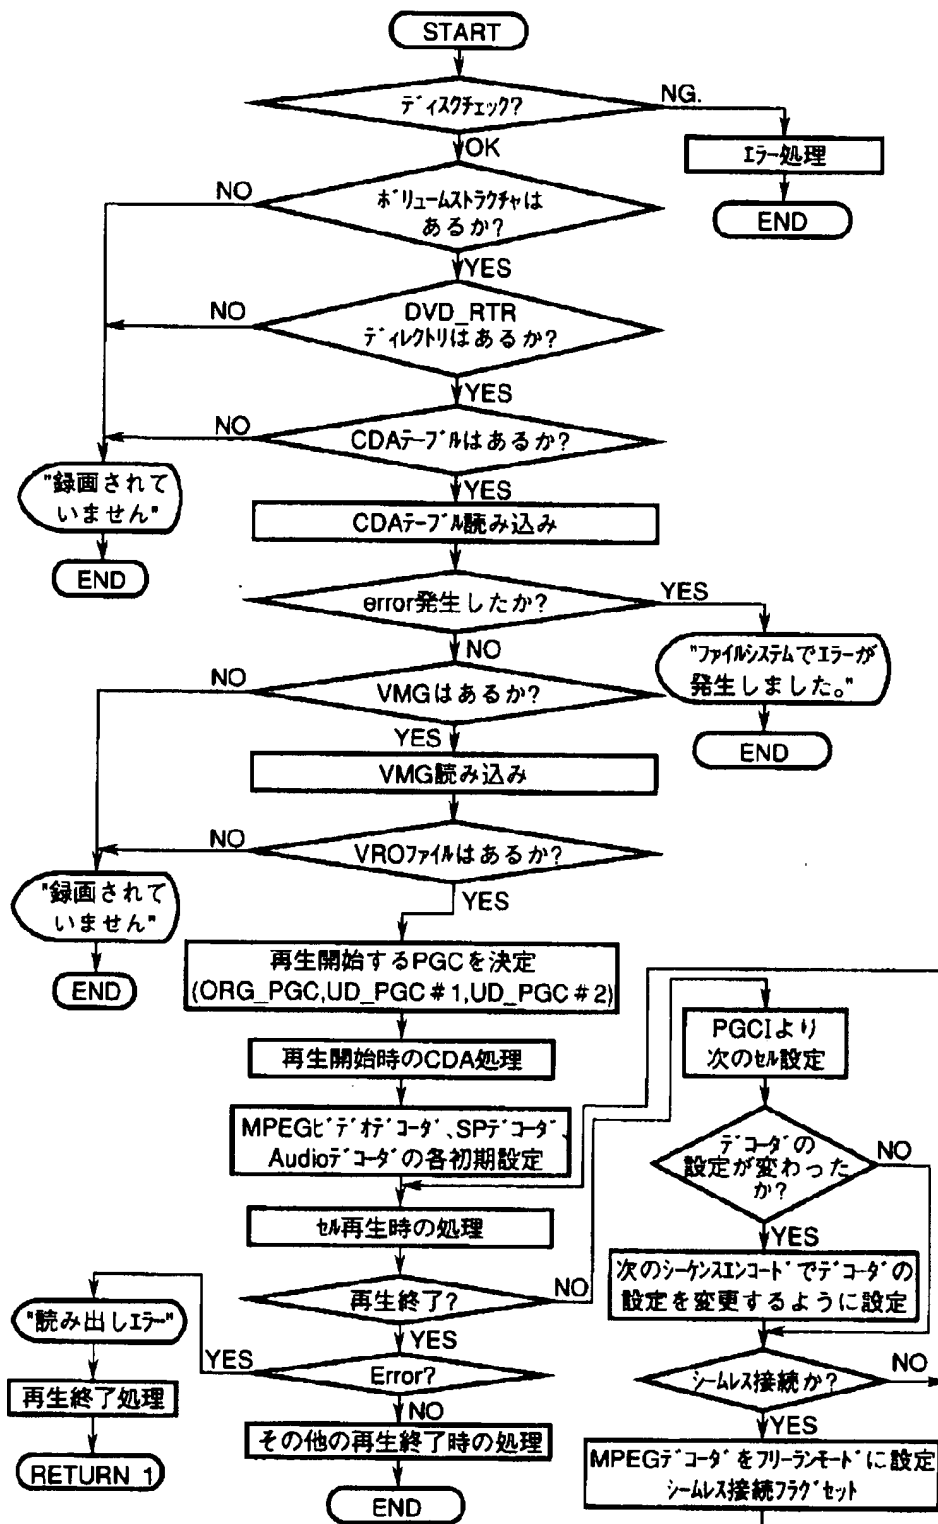 START
ディスクチェック?
NG.
OK
エラー処理
END
NO
ボリュームストラクチャは
あるか?
YES
NO
DVD_RTR
ディレクトリはあるか?
YES
NO
CDAテーブルはあるか?
"録画されて
いません"
END
YES
CDAテーブル読み込み
error発生したか?
YES
NO
"ファイルシステムでエラーが
発生しました。"
END
NO
VMGはあるか?
YES
VMG読み込み
NO
VROファイルはあるか?
"録画されて
いません"
END
YES
再生開始するPGCを決定
(ORG_PGC,UD_PGC#1,UD_PGC#2)
再生開始時のCDA処理
MPEGビデオデコーダ、SPデコーダ、
Audioデコーダの各初期設定
セル再生時の処理
再生終了?
NO
YES
Error?
YES
"読み出しエラー"
再生終了処理
RETURN 1
NO
その他の再生終了時の処理
END
PGCIより
次のセル設定
デコーダの
設定が変わった
か?
NO
YES
次のシーケンスエンコードでデコーダの
設定を変更するように設定
シームレス接続か?
NO
YES
MPEGデコーダをフリーランモードに設定
シームレス接続フラグセット